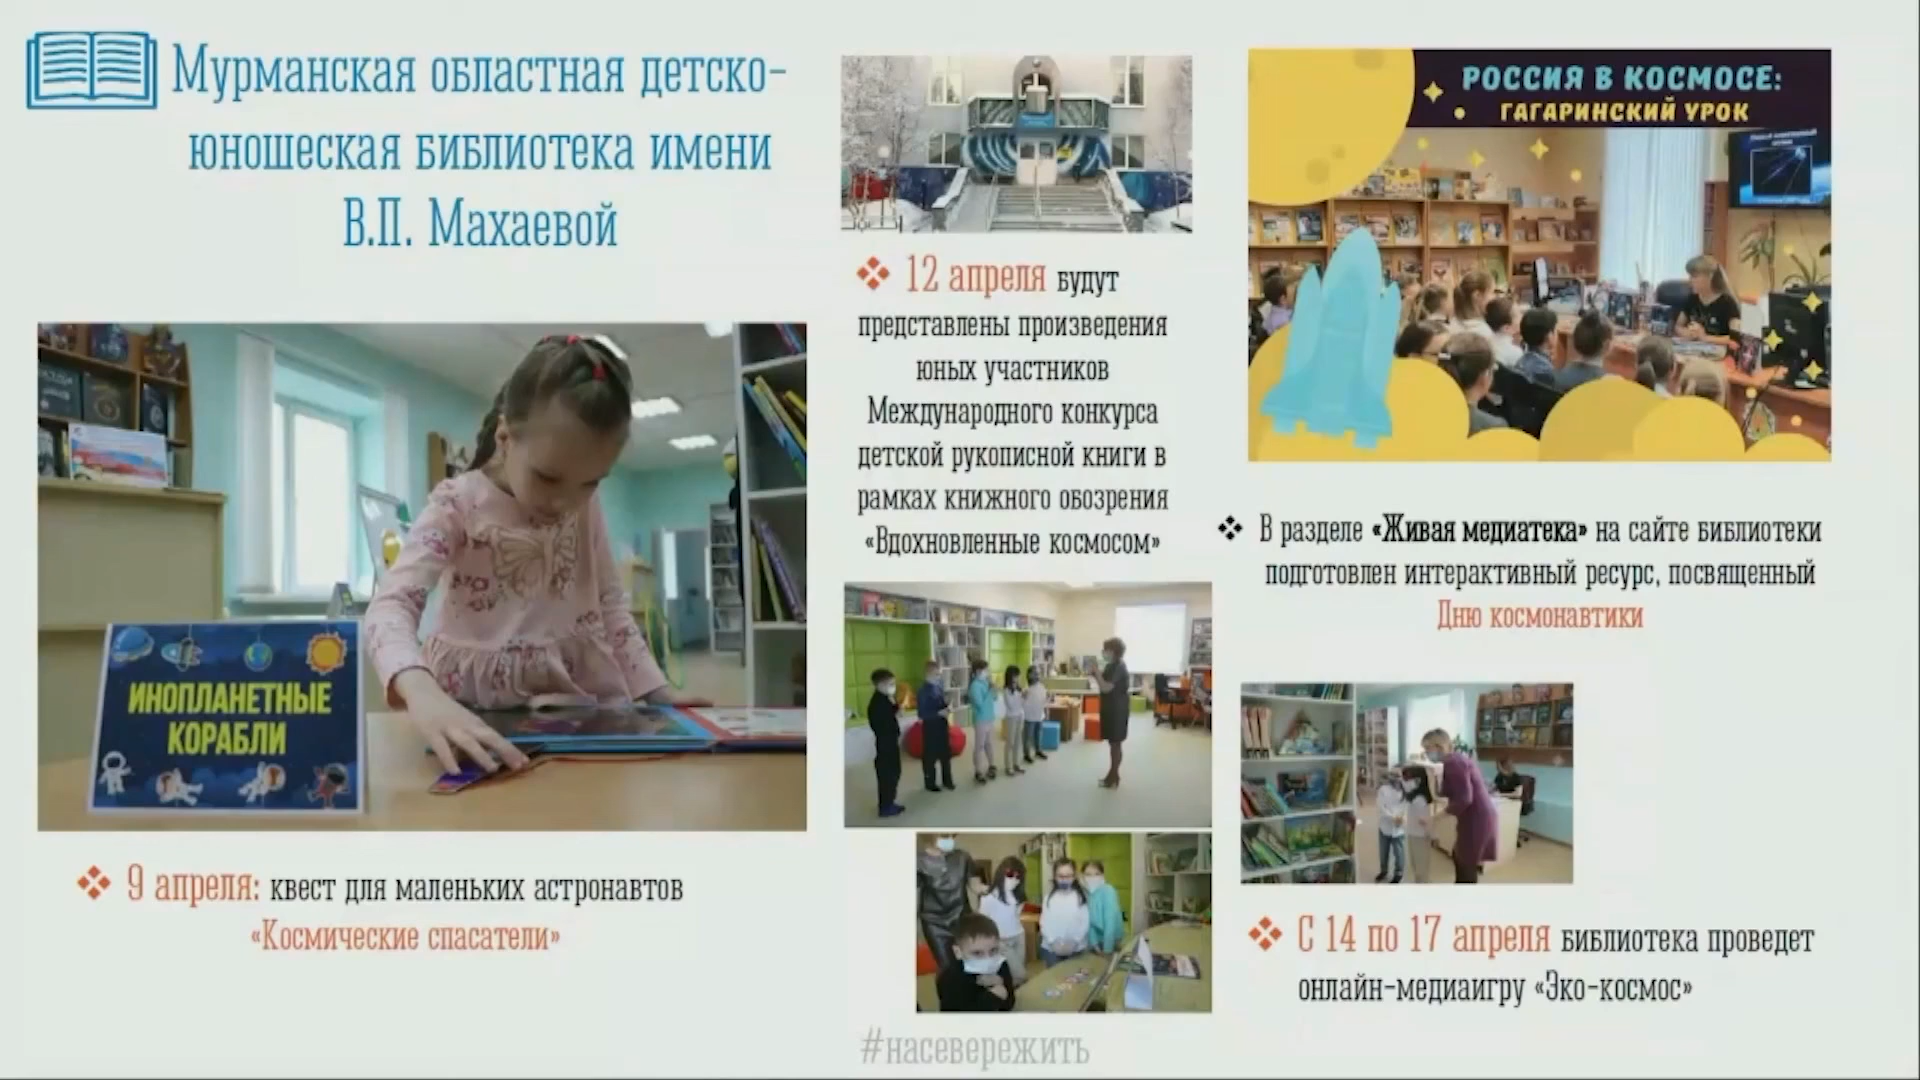 Мурманская областная детско-
юношеская библиотека имени
В.П. Махаевой
ИНОПЛАНЕТНЫЕ
КОРАБЛИ
9 апреля: квест для маленьких астронавтов
«Космические спасатели»
12 апреля будут
представлены произведения
юных участников
Международного конкурса
детской рукописной книги в
рамках книжного обозрения
«Вдохновленные космосом»
РОССИЯ В КОСМОСЕ:
ГАГАРИНСКИЙ УРОК
В разделе «Живая медиатека» на сайте библиотеки
подготовлен интерактивный ресурс, посвященный
Дню космонавтики
С 14 по 17 апреля библиотека проведет
онлайн-медиаигру «Эко-космос»
#насевережить